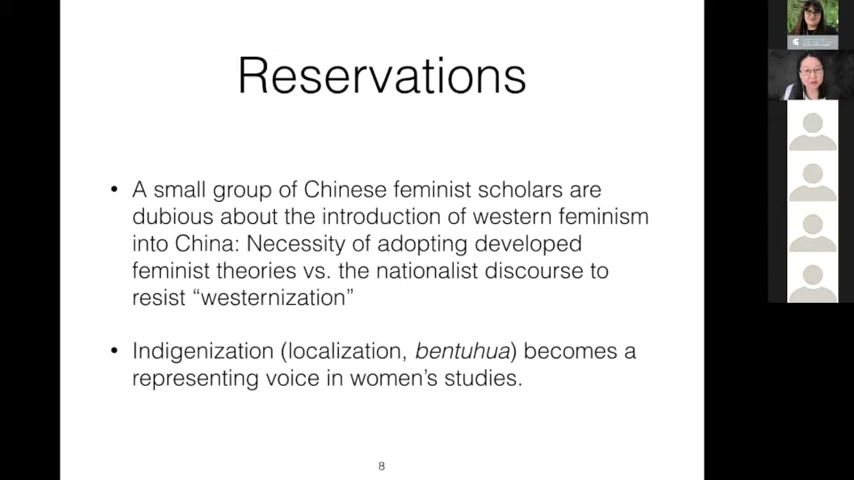 Reservations
• A small group of Chinese feminist scholars are
dubious about the introduction of western feminism
into China: Necessity of adopting developed
feminist theories vs. the nationalist discourse to
resist “westernization”
• Indigenization (localization, bentuhua) becomes a
representing voice in women’s studies.
8